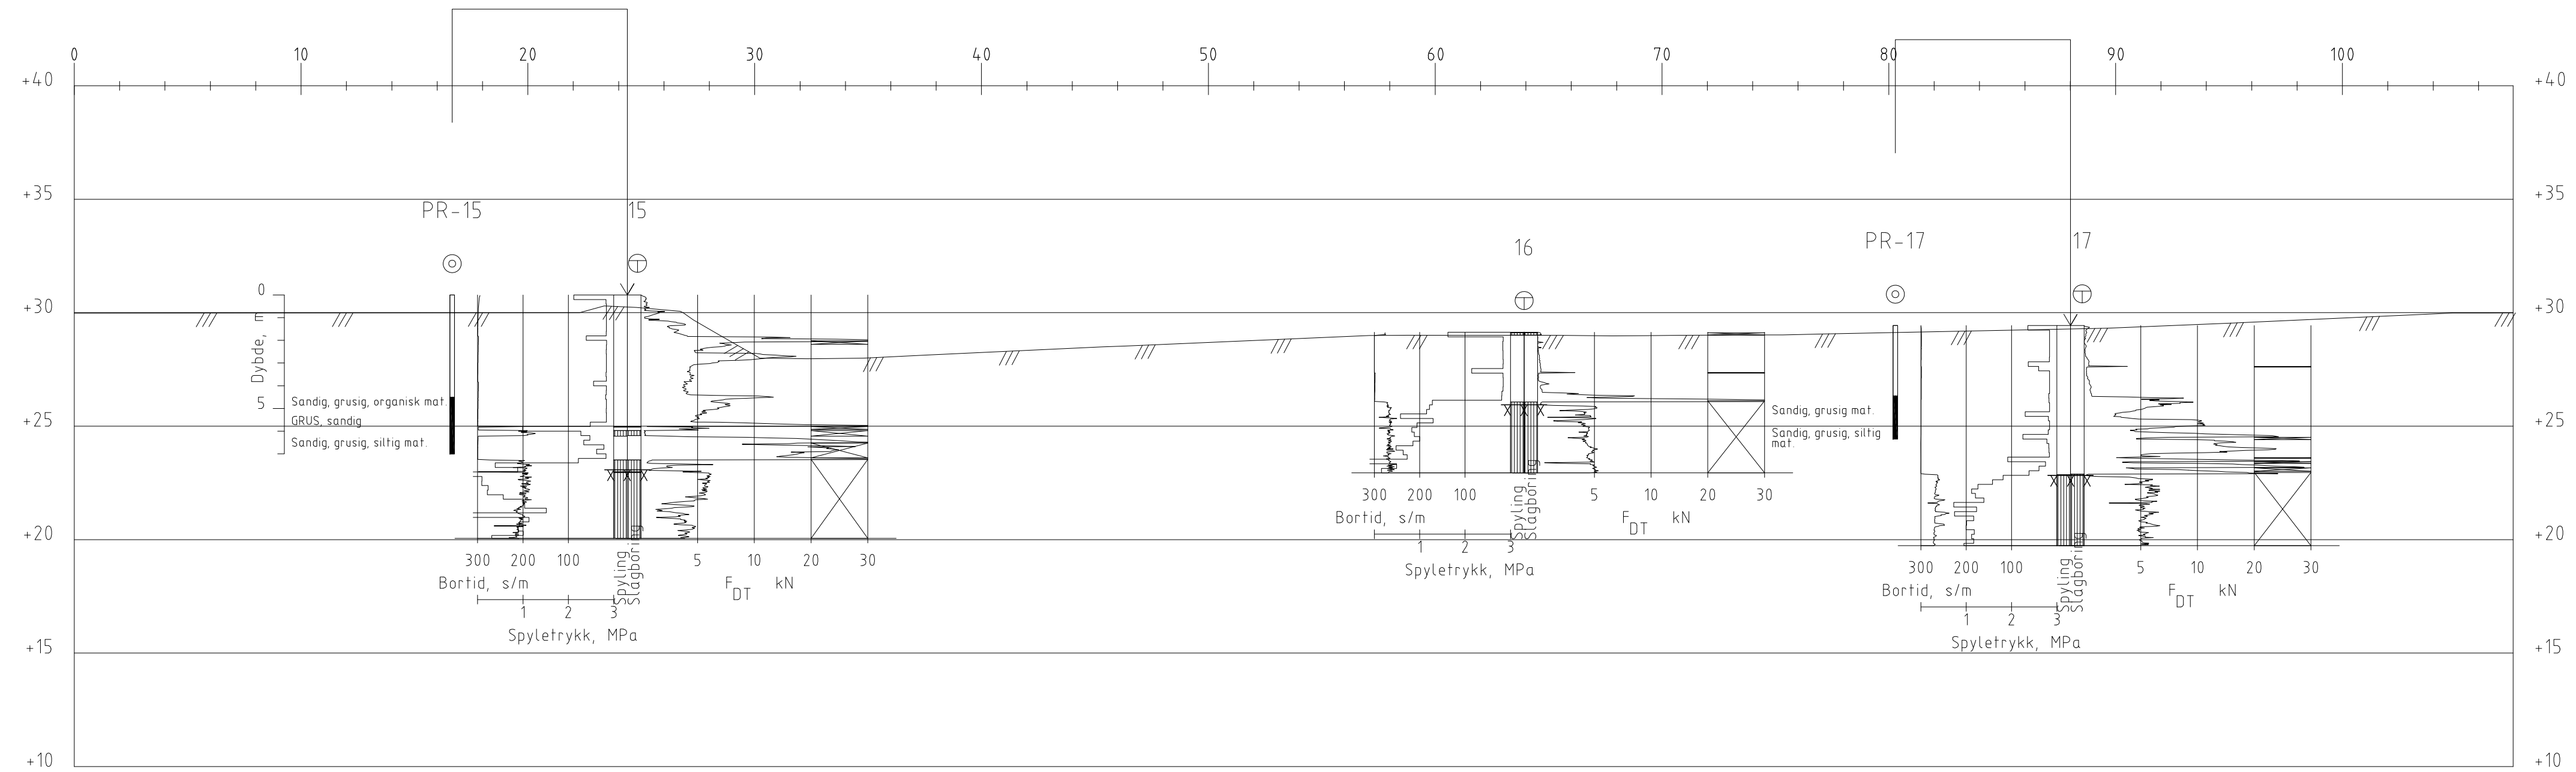 0 10 20 30 40 50 60 70 80 90 100
+40 +40
+35 +35
PR-15 15
PR-17 17
16
+30 +30
0
Dybde, m
5
Sandig, grusig, organisk mat.
GRUS, sandig
Sandig, grusig, siltig mat.
Sandig, grusig mat.
Sandig, grusig, siltig
mat.
+25 +25
+20 +20
300 200 100
Spyling
Slagboring
5 10 20 30
Bortid, s/m
F DT kN
1 2 3
Spyletrykk, MPa
300 200 100
Spyling
Slagboring
5 10 20 30
Bortid, s/m
F DT kN
1 2 3
Spyletrykk, MPa
300 200 100
Spyling
Slagboring
5 10 20 30
Bortid, s/m
F DT kN
1 2 3
Spyletrykk, MPa
+15 +15
+10 +10